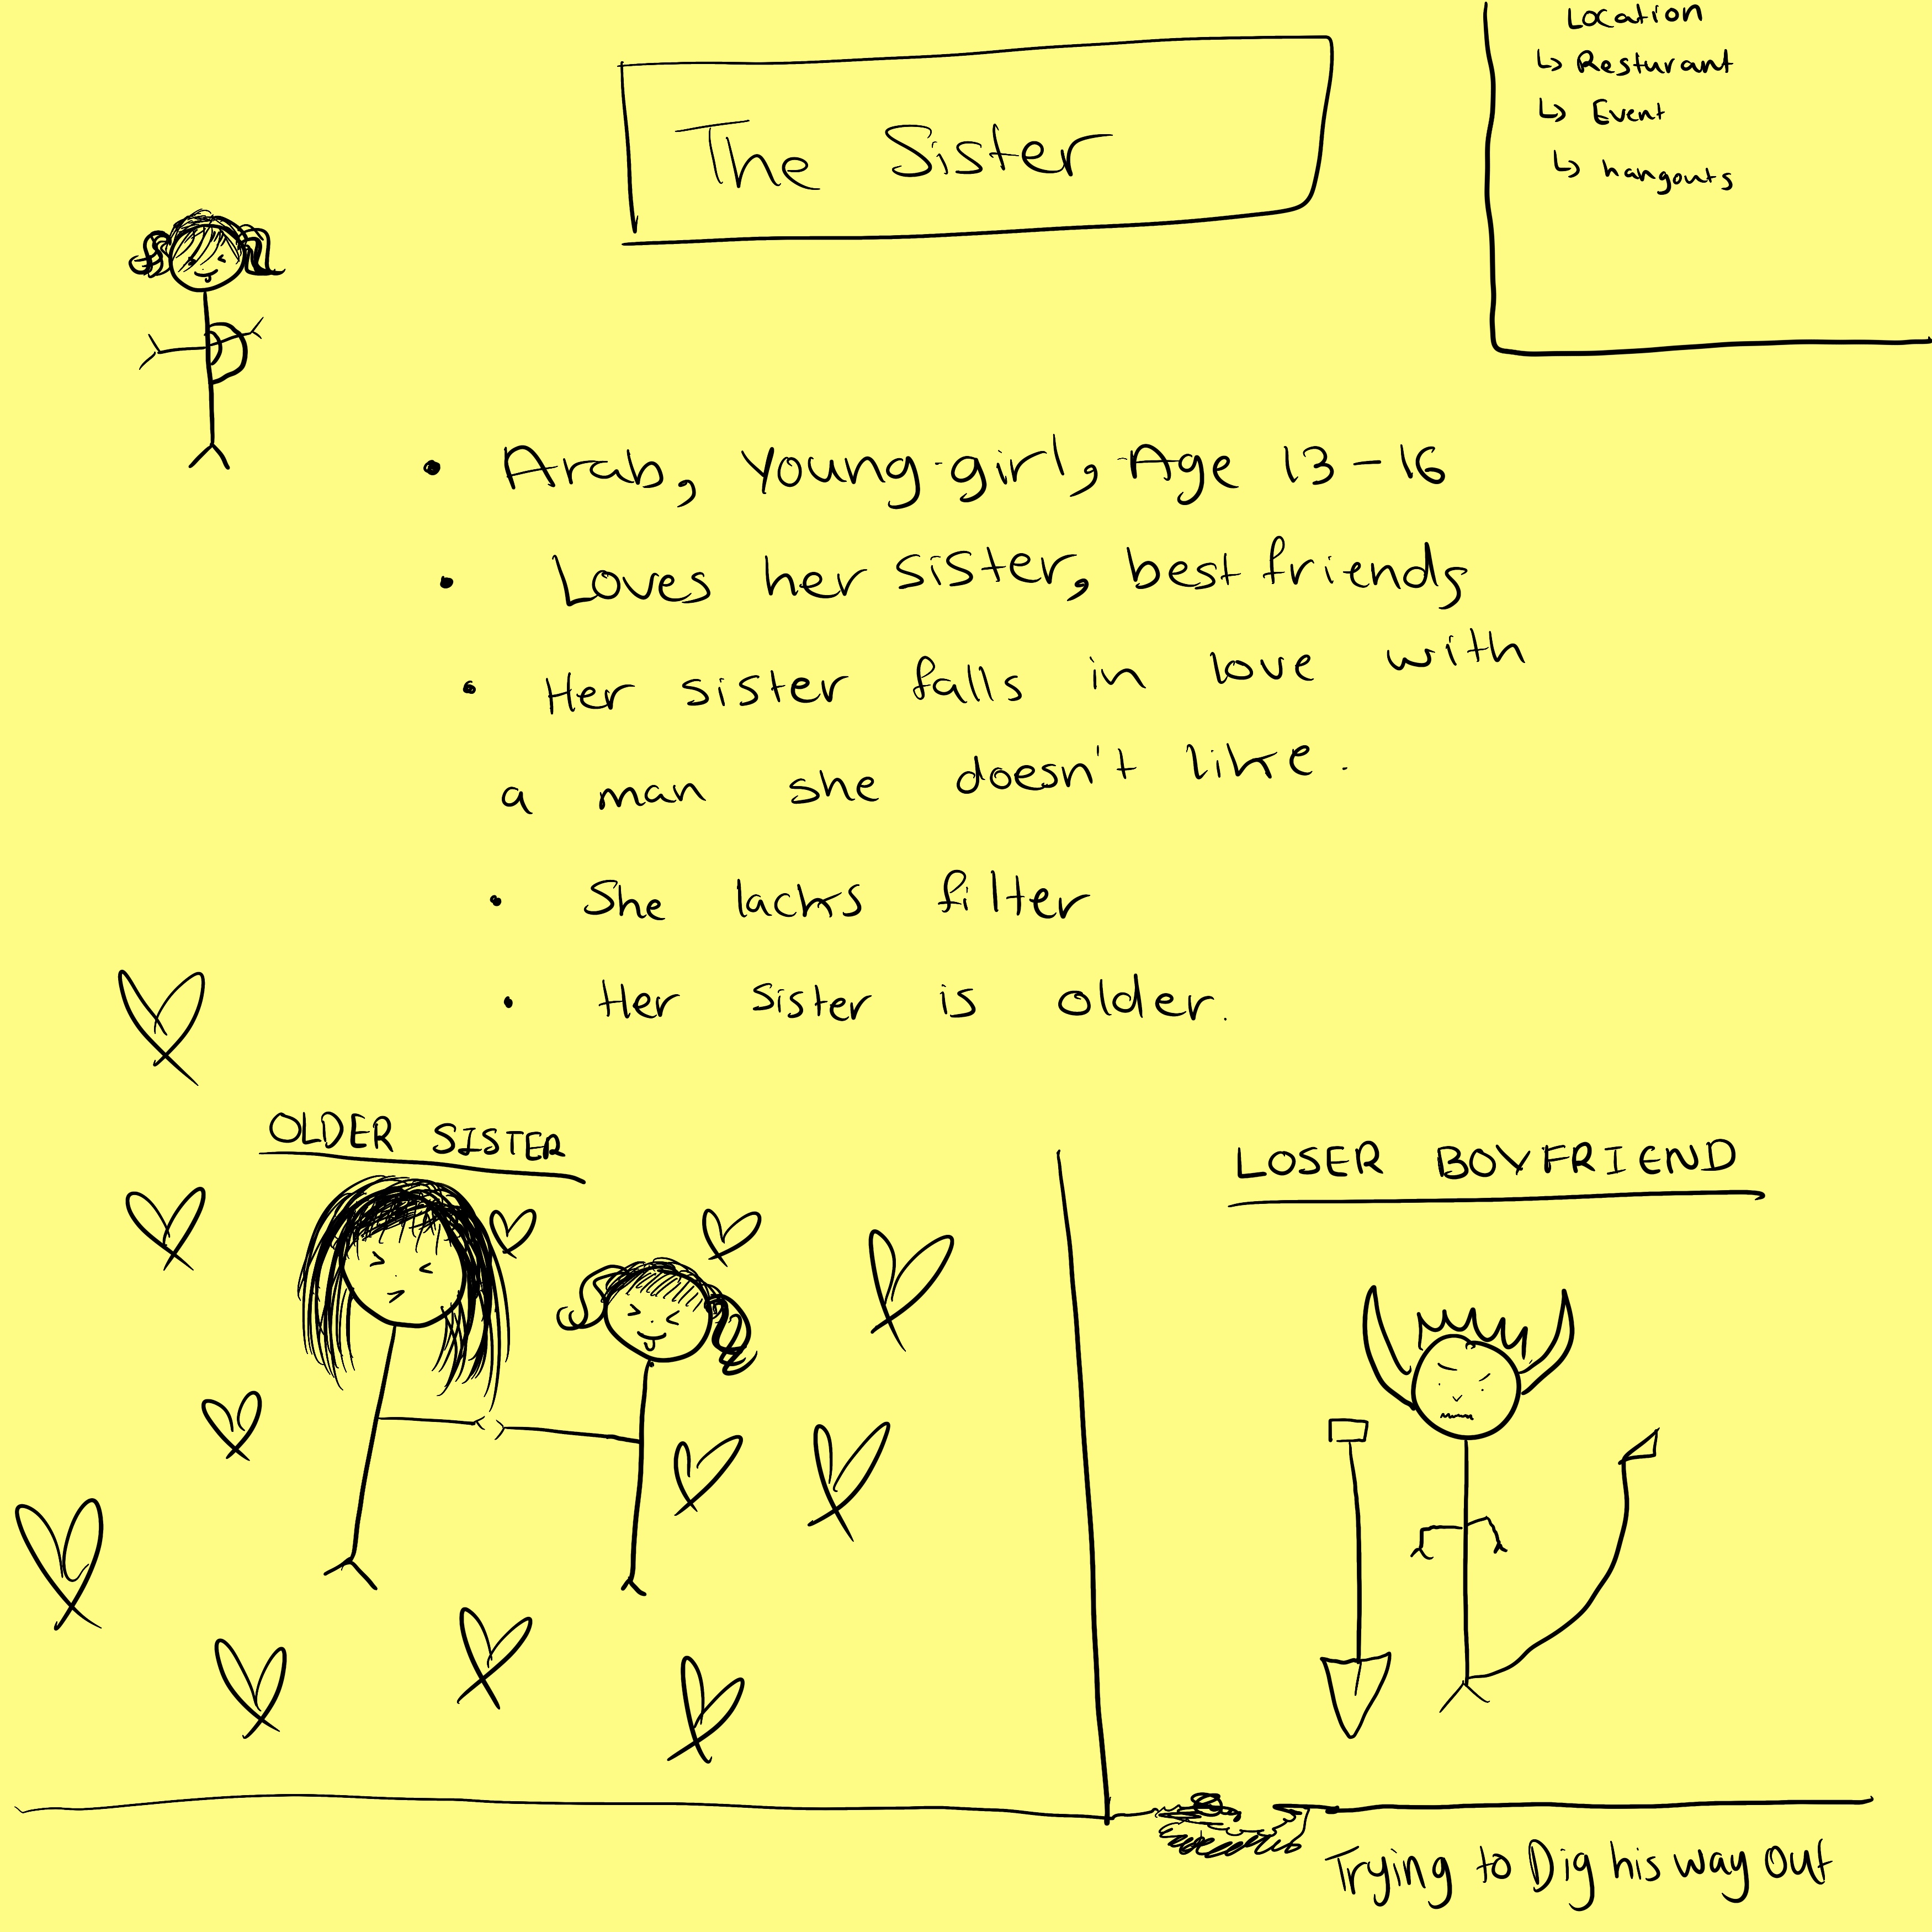 The Sister
Location
↳ Resturant
↳ Event
↳ hangouts
• Arab, Young-girl, Age 13-16
• Loves her sister, best friends
• Her sister falls in love with
a man she doesn't like.
• She lacks filter
• Her sister is older.
OLDER SISTER
LOSER BOYFRIEND
Trying to Dig his way out